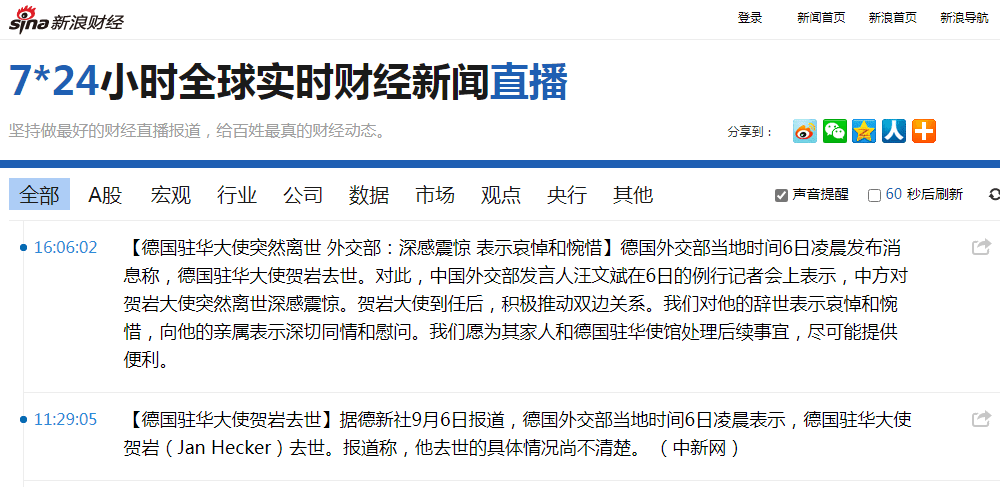 sina 新浪财经 登录 新闻首页 新浪首页 新浪导航
7*24小时全球实时财经新闻直播
坚持做最好的财经直播报道，给百姓最真的财经动态。 分享到：
全部 A股 宏观 行业 公司 数据 市场 观点 央行 其他 声音提醒 60 秒后刷新
16:06:02 【德国驻华大使突然离世 外交部：深感震惊 表示哀悼和惋惜】德国外交部当地时间6日凌晨发布消
息称，德国驻华大使贺岩去世。对此，中国外交部发言人汪文斌在6日的例行记者会上表示，中方对
贺岩大使突然离世深感震惊。贺岩大使到任后，积极推动双边关系。我们对他的辞世表示哀悼和惋
惜，向他的亲属表示深切同情和慰问。我们愿为其家人和德国驻华使馆处理后续事宜，尽可能提供
便利。
11:29:05 【德国驻华大使贺岩去世】据德新社9月6日报道，德国外交部当地时间6日凌晨表示，德国驻华大使
贺岩（Jan Hecker）去世。报道称，他去世的具体情况尚不清楚。（中新网）